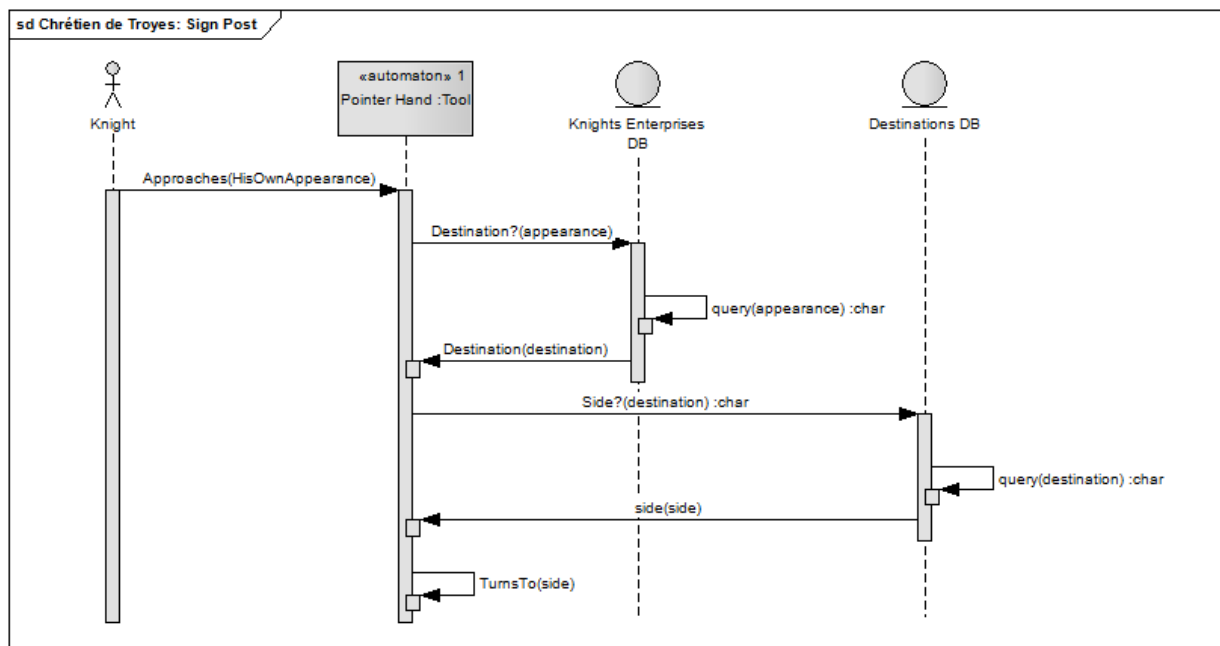 sd Chrétien de Troyes: Sign Post
«automaton» 1
Pointer Hand :Tool
Knight
Knights Enterprises
DB
Destinations DB
Approaches(HisOwnAppearance)
Destination?(appearance)
query(appearance) :char
Destination(destination)
Side?(destination) :char
query(destination) :char
side(side)
TurnsTo(side)